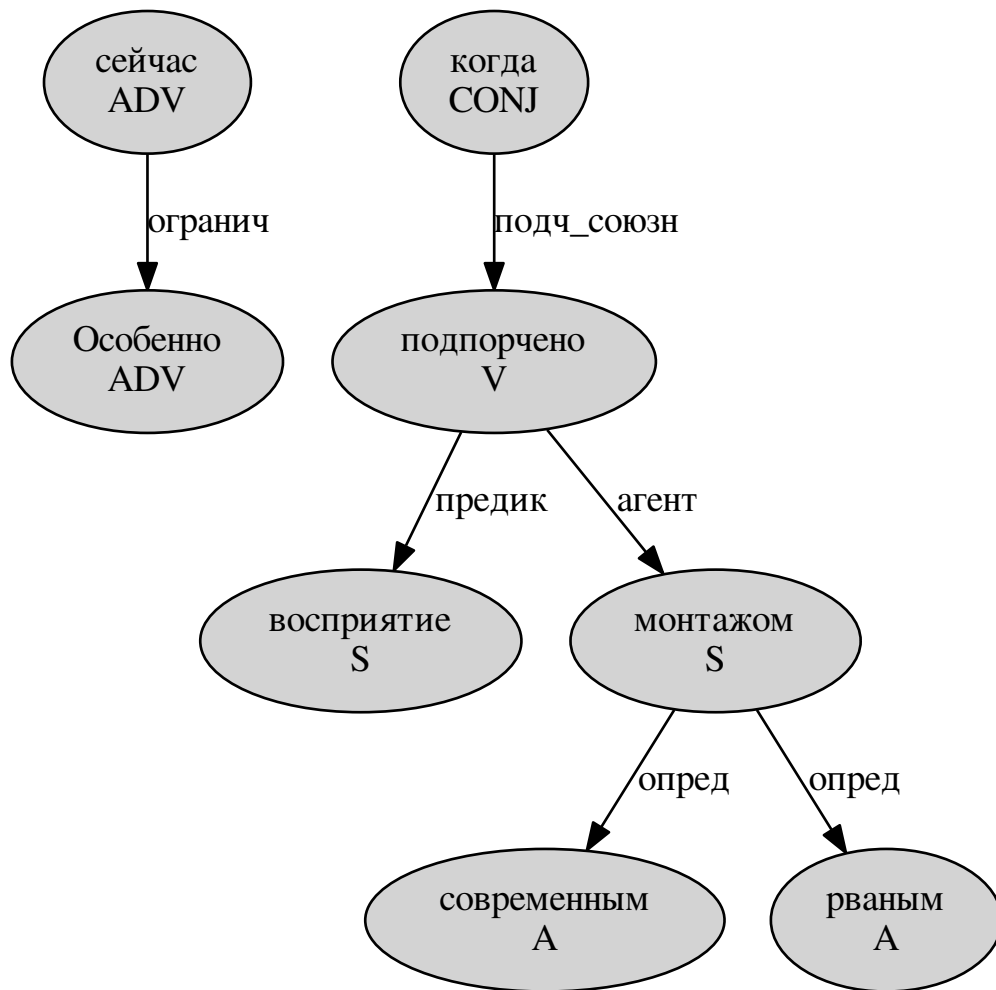 сейчас
ADV
когда
CONJ
огранич
подч_союзн
Особенно
ADV
подпорчено
V
предик
агент
восприятие
S
монтажом
S
опред
опред
современным
A
рваным
A